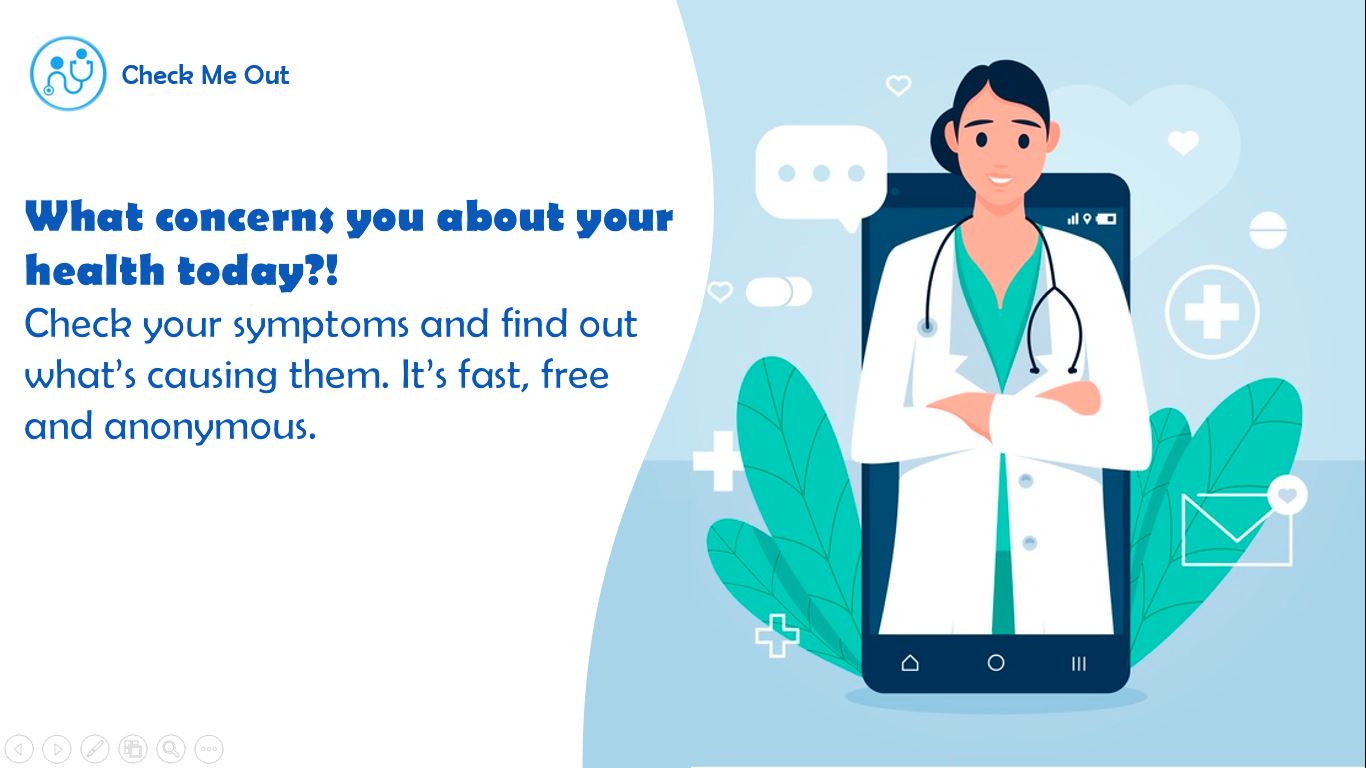 Check Me Out
What concerns you about your
health today?!
Check your symptoms and find out
what’s causing them. It’s fast, free
and anonymous.